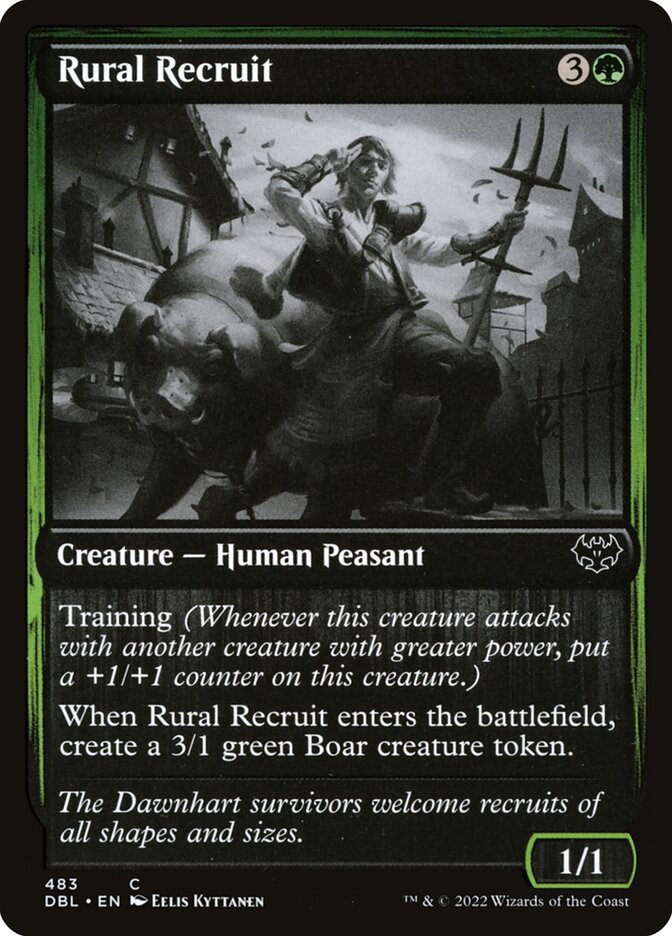 Rural Recruit 3
Creature — Human Peasant
Training (Whenever this creature attacks
with another creature with greater power, put
a +1/+1 counter on this creature.)
When Rural Recruit enters the battlefield,
create a 3/1 green Boar creature token.
The Dawnhart survivors welcome recruits of
all shapes and sizes.
1/1
483 C
DBL • EN Eelis Kyttanen ™ & © 2022 Wizards of the Coast